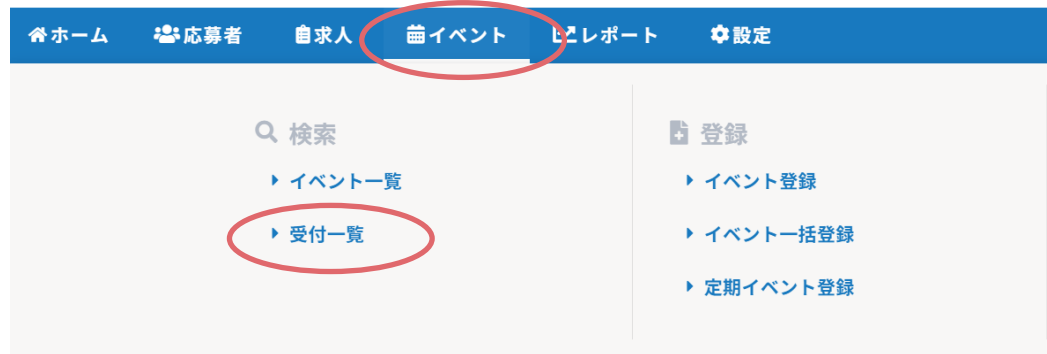 ホーム 応募者 求人 イベント レポート 設定
検索
イベント一覧
受付一覧
登録
イベント登録
イベント一括登録
定期イベント登録